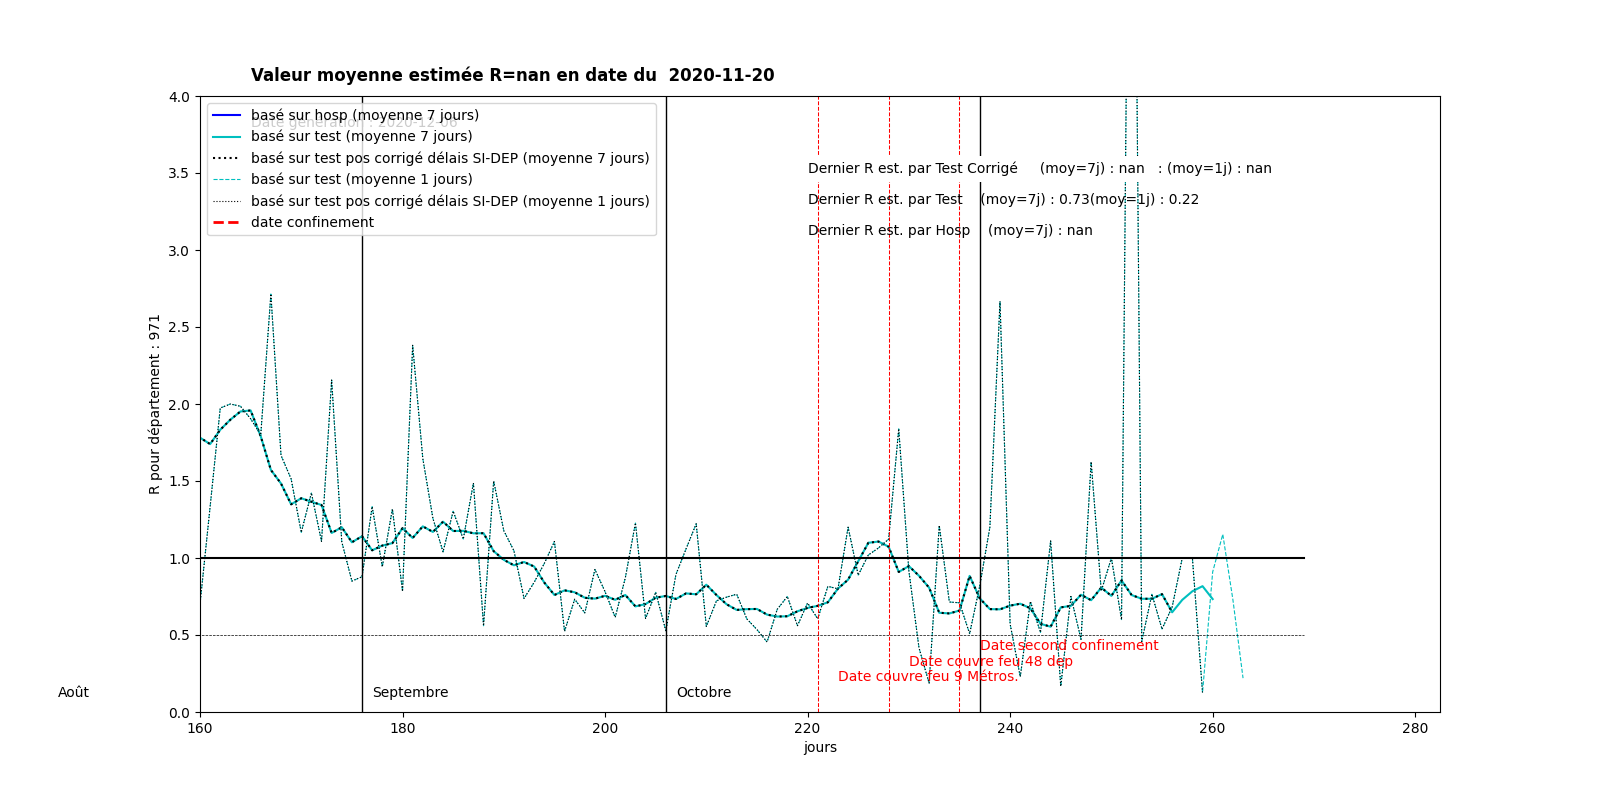 Valeur moyenne estimée R=nan en date du  2020-11-20
basé sur hosp (moyenne 7 jours)
Date génération : 2020-12-06
basé sur test (moyenne 7 jours)
basé sur test pos corrigé délais SI-DEP (moyenne 7 jours)
basé sur test (moyenne 1 jours)
basé sur test pos corrigé délais SI-DEP (moyenne 1 jours)
date confinement
Dernier R est. par Test Corrigé     (moy=7j) : nan   : (moy=1j) : nan
Dernier R est. par Test    (moy=7j) : 0.73(moy=1j) : 0.22
Dernier R est. par Hosp    (moy=7j) : nan
R pour département : 971
4.0
3.5
3.0
2.5
2.0
1.5
1.0
0.5
0.0
Date second confinement
Date couvre feu 48 dep
Date couvre feu 9 Métros.
Août
Septembre
Octobre
160
180
200
220
240
260
280
jours